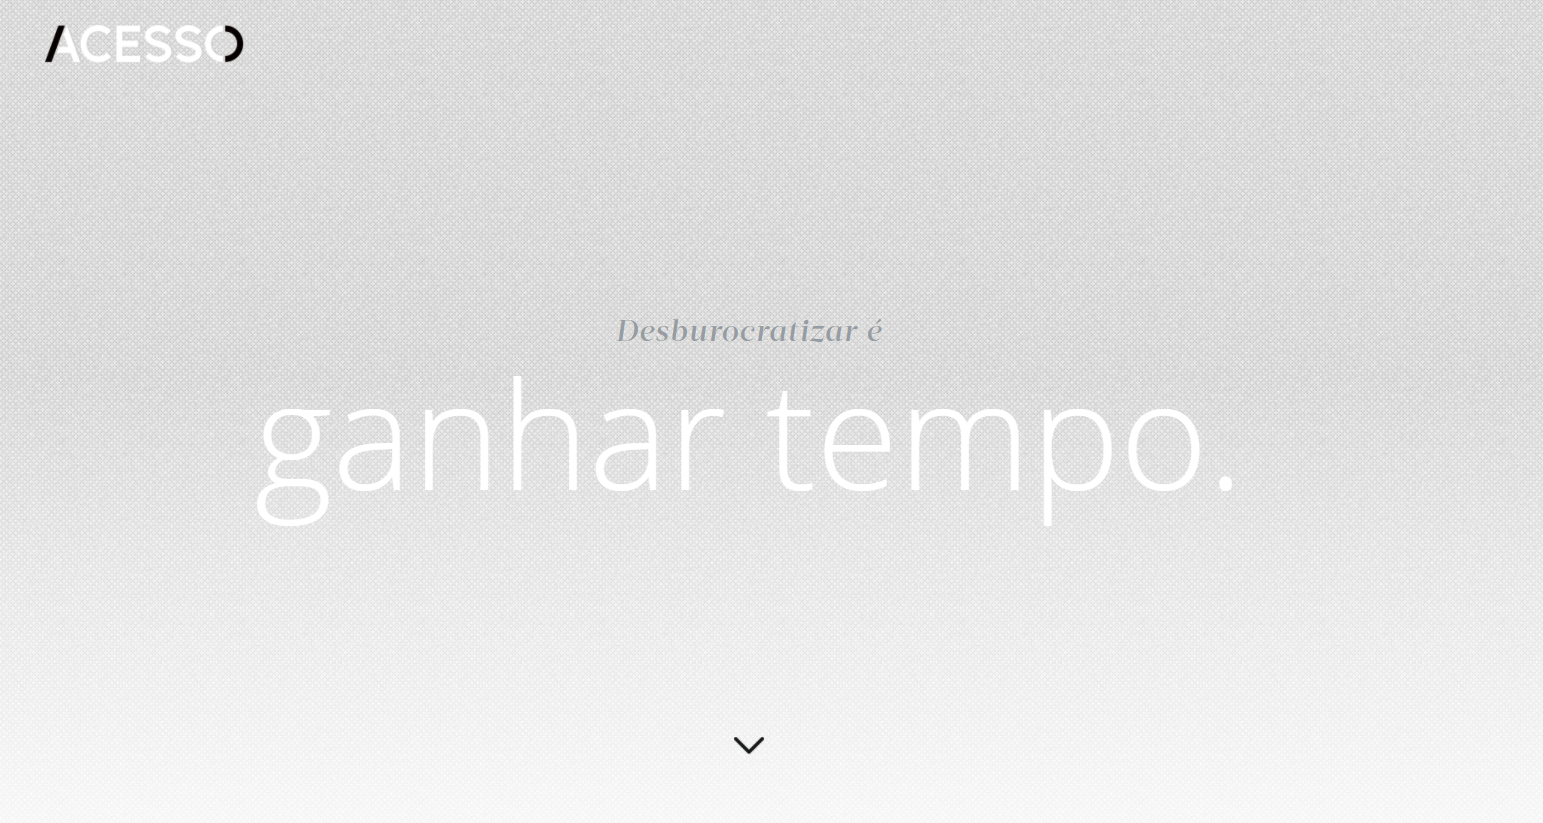 ACESSO
Desburocratizar é
ganhar tempo.